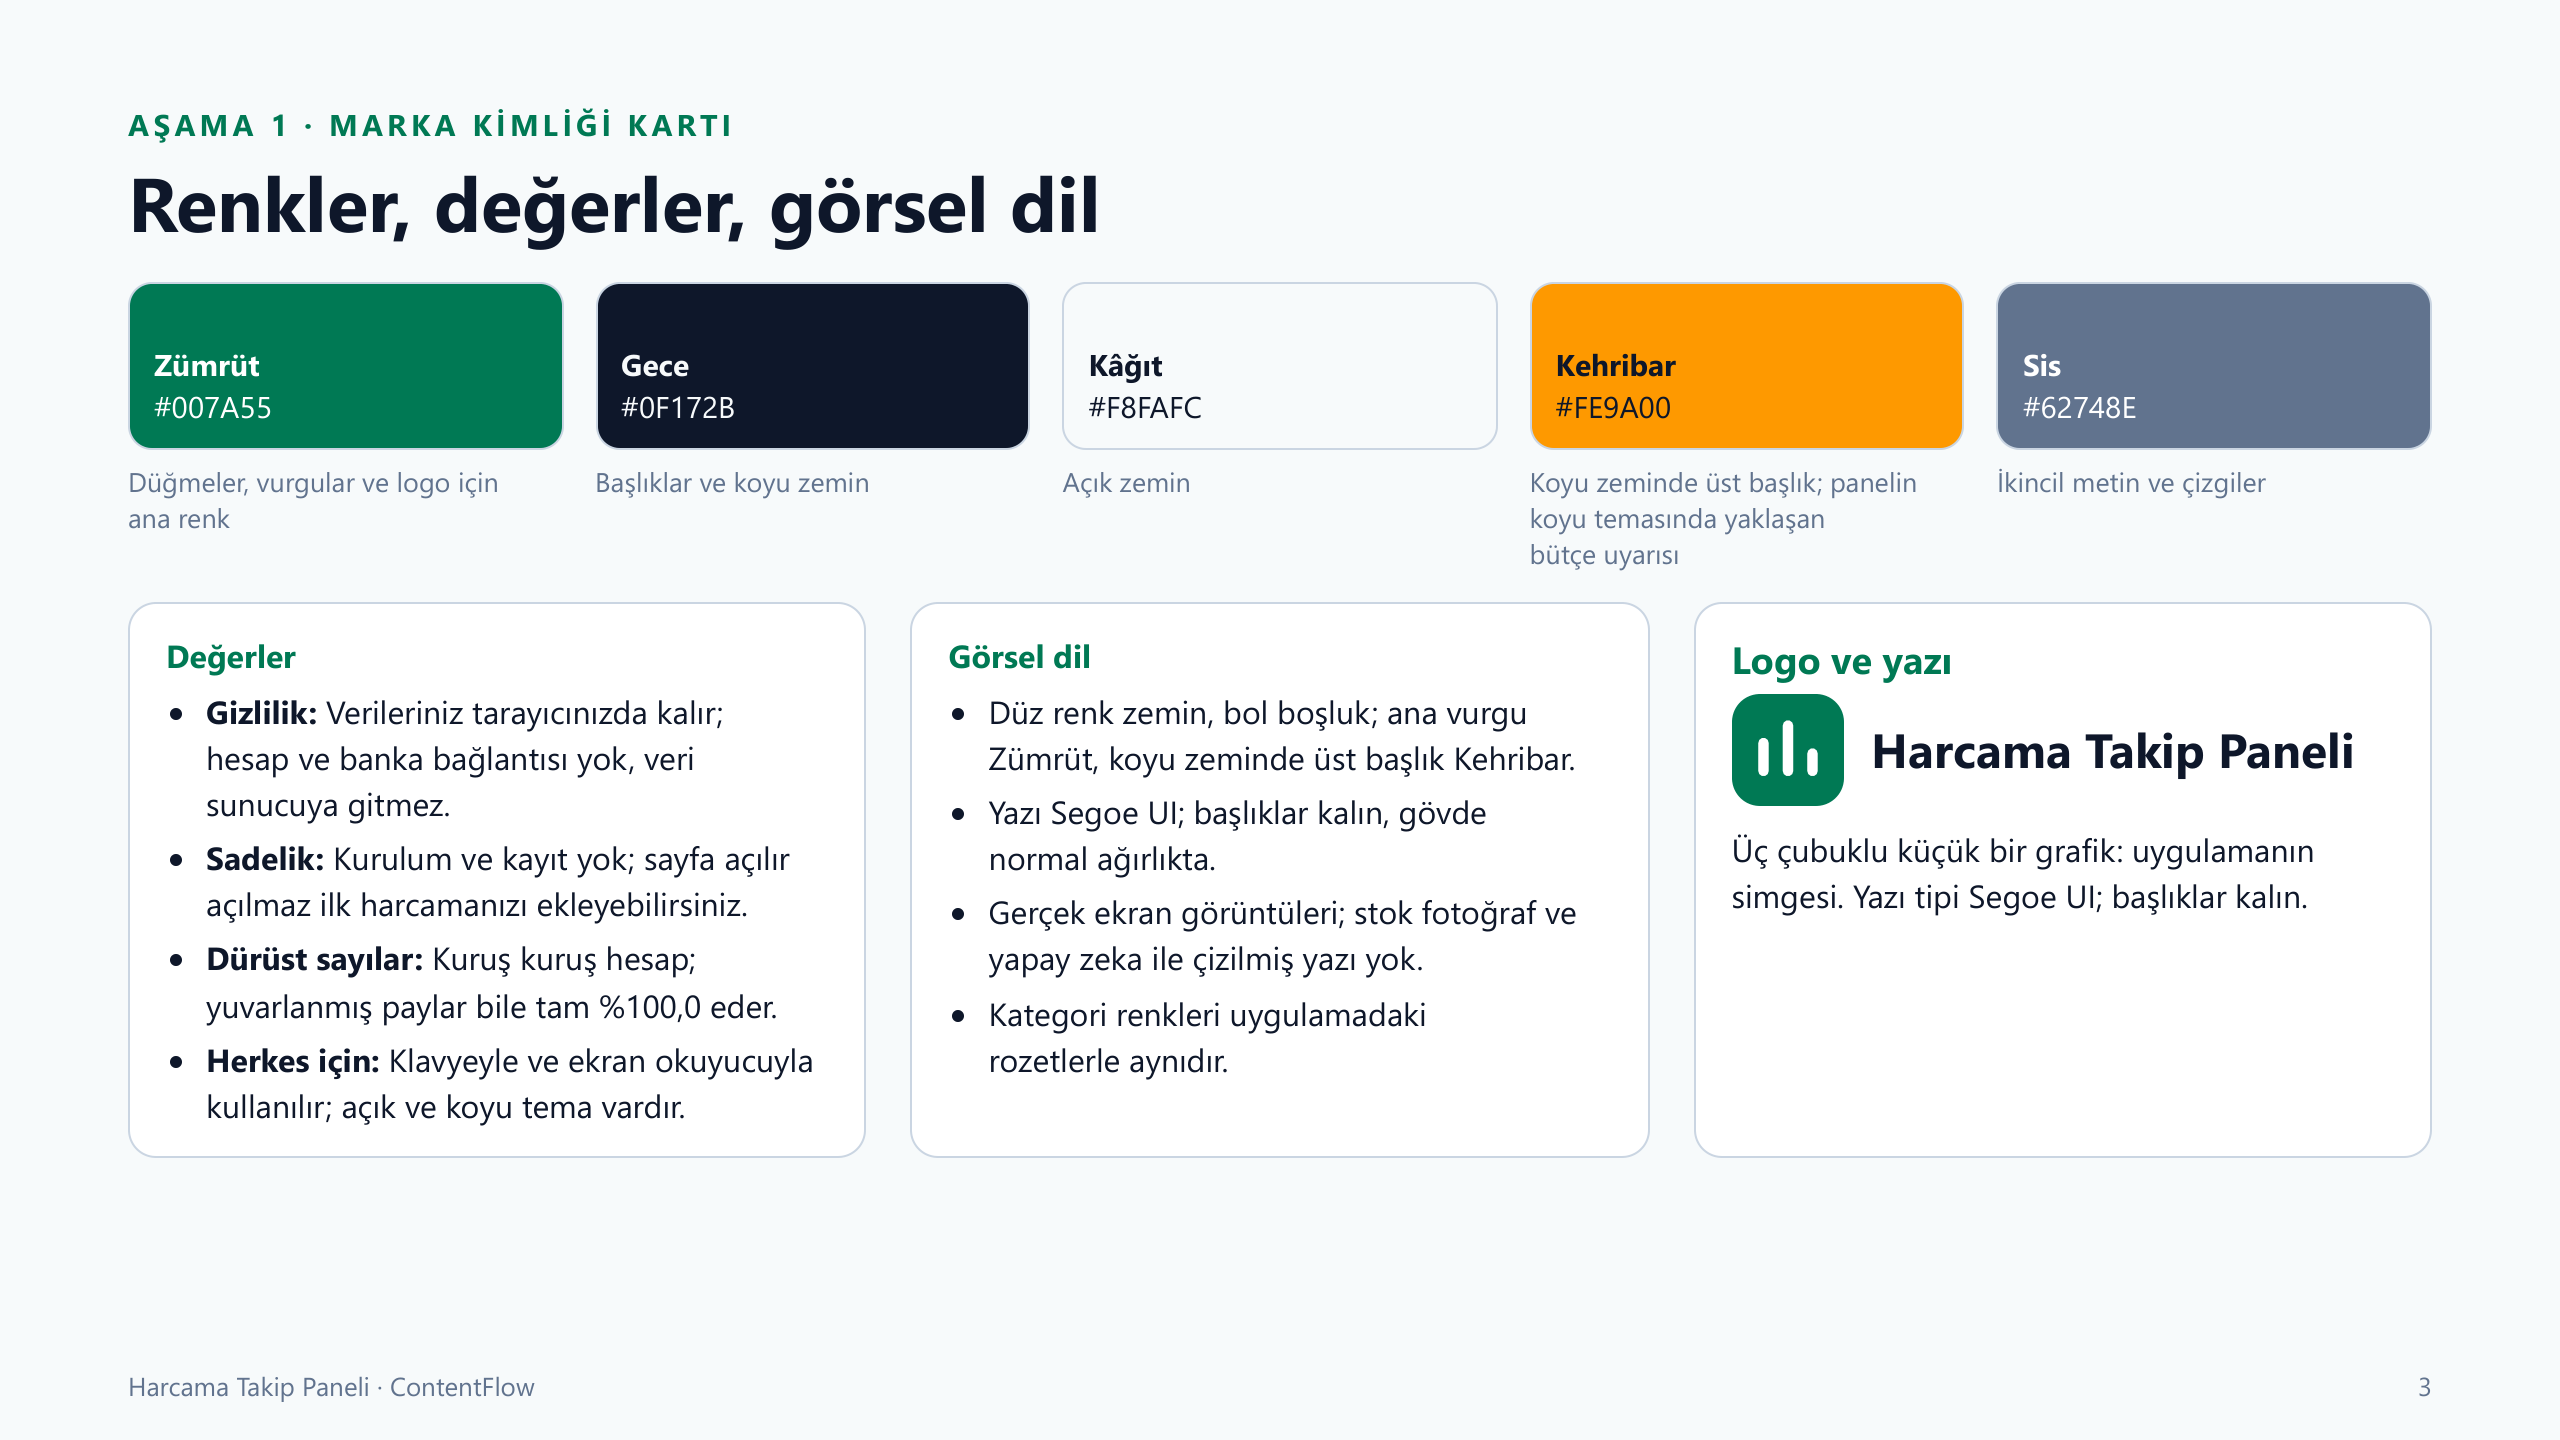 AŞAMA 1 · MARKA KİMLİĞİ KARTI
Renkler, değerler, görsel dil
Zümrüt
#007A55
Düğmeler, vurgular ve logo için
ana renk
Gece
#0F172B
Başlıklar ve koyu zemin
Kâğıt
#F8FAFC
Açık zemin
Kehribar
#FE9A00
Koyu zeminde üst başlık; panelin
koyu temasında yaklaşan
bütçe uyarısı
Sis
#62748E
İkincil metin ve çizgiler
Değerler
• Gizlilik: Verileriniz tarayıcınızda kalır;
hesap ve banka bağlantısı yok, veri
sunucuya gitmez.
• Sadelik: Kurulum ve kayıt yok; sayfa açılır
açılmaz ilk harcamanızı ekleyebilirsiniz.
• Dürüst sayılar: Kuruş kuruş hesap;
yuvarlanmış paylar bile tam %100,0 eder.
• Herkes için: Klavyeyle ve ekran okuyucuyla
kullanılır; açık ve koyu tema vardır.
Görsel dil
• Düz renk zemin, bol boşluk; ana vurgu
Zümrüt, koyu zeminde üst başlık Kehribar.
• Yazı Segoe UI; başlıklar kalın, gövde
normal ağırlıkta.
• Gerçek ekran görüntüleri; stok fotoğraf ve
yapay zeka ile çizilmiş yazı yok.
• Kategori renkleri uygulamadaki
rozetlerle aynıdır.
Logo ve yazı
Harcama Takip Paneli
Üç çubuklu küçük bir grafik: uygulamanın
simgesi. Yazı tipi Segoe UI; başlıklar kalın.
Harcama Takip Paneli · ContentFlow
3